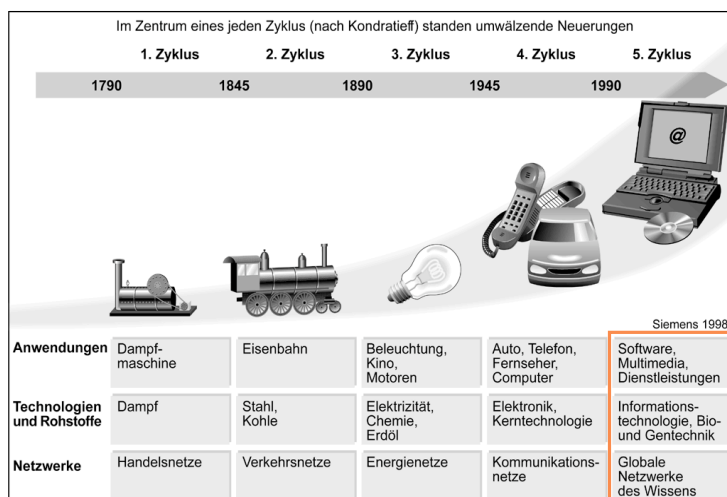 Im Zentrum eines jeden Zyklus (nach Kondratieff) standen umwälzende Neuerungen
1. Zyklus 2. Zyklus 3. Zyklus 4. Zyklus 5. Zyklus
1790 1845 1890 1945 1990
@
Siemens 1998
Anwendungen
Dampf-
maschine
Eisenbahn
Beleuchtung,
Kino,
Motoren
Auto, Telefon,
Fernseher,
Computer
Software,
Multimedia,
Dienstleistungen
Technologien
und Rohstoffe
Dampf
Stahl,
Kohle
Elektrizität,
Chemie,
Erdöl
Elektronik,
Kerntechnologie
Informations-
technologie, Bio-
und Gentechnik
Netzwerke
Handelsnetze
Verkehrsnetze
Energienetze
Kommunikations-
netze
Globale
Netzwerke
des Wissens